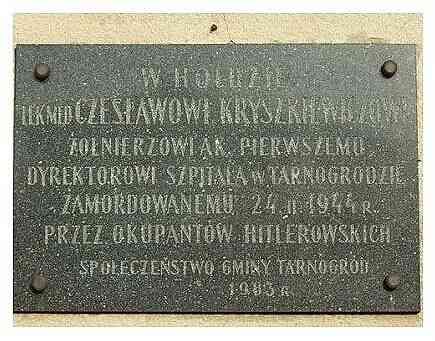 W HOŁDZIE
LEK MED CZESŁAWOWI KRYSZKIEWICZOWI
ŻOŁNIERZOWI AK. PIERWSZEMU
DYREKTOROWI SZPITALA W TARNOGRODZIE
ZAMORDOWANEMU 24.II.1944 R.
PRZEZ OKUPANTÓW HITLEROWSKICH
SPOŁECZEŃSTWO GMINY TARNOGRÓD
1983 R.